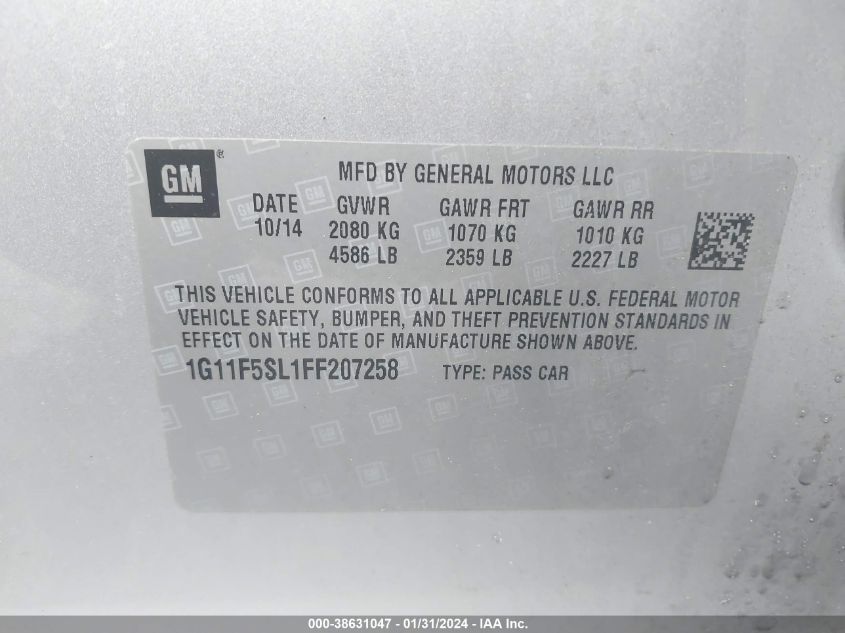 GM®
MFD BY GENERAL MOTORS LLC
DATE GVWR GAWR FRT GAWR RR
10/14 2080 KG 1070 KG 1010 KG
4586 LB 2359 LB 2227 LB
THIS VEHICLE CONFORMS TO ALL APPLICABLE U.S. FEDERAL MOTOR
VEHICLE SAFETY, BUMPER, AND THEFT PREVENTION STANDARDS IN
EFFECT ON THE DATE OF MANUFACTURE SHOWN ABOVE.
1G11F5SL1FF207258 TYPE: PASS CAR
000-38631047 - 01/31/2024 - IAA Inc.